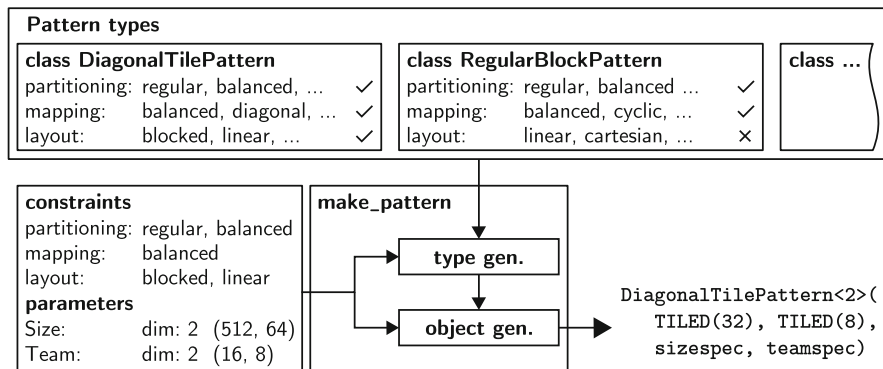 Pattern types
class DiagonalTilePattern
partitioning: regular, balanced, ... ✓
mapping: balanced, diagonal, ... ✓
layout: blocked, linear, ... ✓
class RegularBlockPattern
partitioning: regular, balanced ... ✓
mapping: balanced, cyclic, ... ✓
layout: linear, cartesian, ... ✕
class ...
constraints
partitioning: regular, balanced
mapping: balanced
layout: blocked, linear
parameters
Size: dim: 2 (512, 64)
Team: dim: 2 (16, 8)
make_pattern
type gen.
object gen.
DiagonalTilePattern<2>(
TILED(32), TILED(8),
sizespec, teamspec)